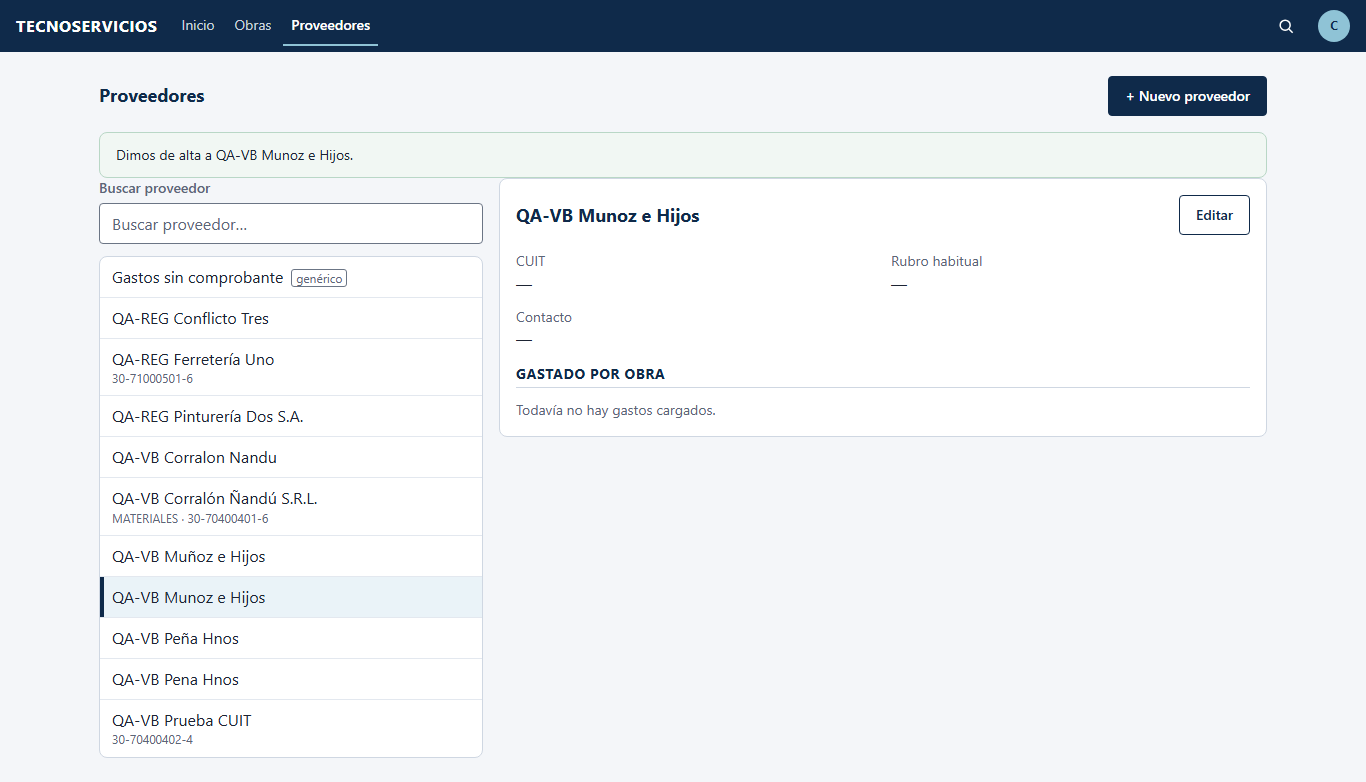 TECNOSERVICIOS Inicio Obras Proveedores C
Proveedores
+ Nuevo proveedor
Dimos de alta a QA-VB Munoz e Hijos.
Buscar proveedor
Buscar proveedor...
Gastos sin comprobante genérico
QA-REG Conflicto Tres
QA-REG Ferretería Uno
30-71000501-6
QA-REG Pinturería Dos S.A.
QA-VB Corralon Nandu
QA-VB Corralón Ñandú S.R.L.
MATERIALES · 30-70400401-6
QA-VB Muñoz e Hijos
QA-VB Munoz e Hijos
QA-VB Peña Hnos
QA-VB Pena Hnos
QA-VB Prueba CUIT
30-70400402-4
QA-VB Munoz e Hijos
Editar
CUIT
—
Rubro habitual
—
Contacto
—
GASTADO POR OBRA
Todavía no hay gastos cargados.